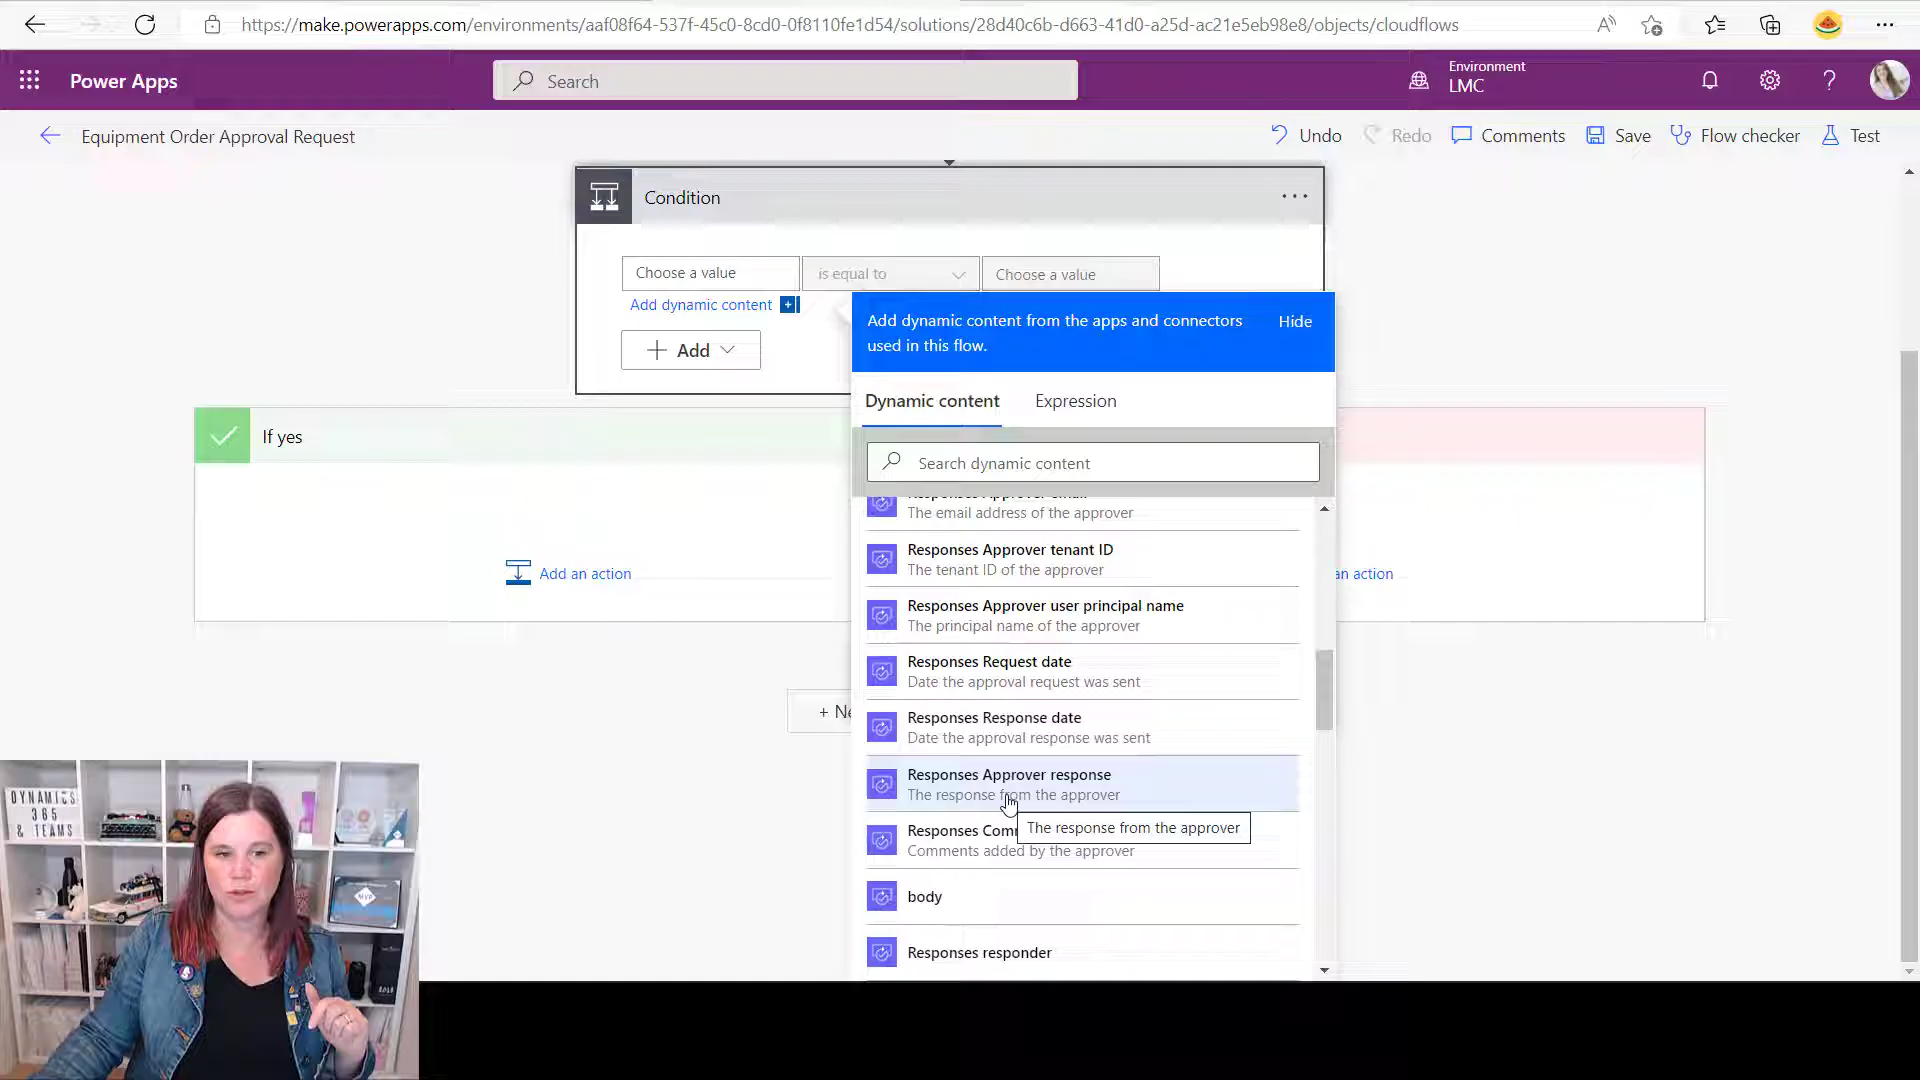 https://make.powerapps.com/environments/aaf08f64-537f-45c0-8cd0-0f8110fe1d54/solutions/28d40c6b-d663-41d0-a25d-ac21e5eb98e8/objects/cloudflows
Power Apps
Search
Environment
LMC
Equipment Order Approval Request
Undo
Redo
Comments
Save
Flow checker
Test
Condition
Choose a value
is equal to
Choose a value
Add dynamic content
Add
Add dynamic content from the apps and connectors
used in this flow.
Hide
Dynamic content
Expression
Search dynamic content
If yes
Add an action
an action
Responses Approver email
The email address of the approver
Responses Approver tenant ID
The tenant ID of the approver
Responses Approver user principal name
The principal name of the approver
Responses Request date
Date the approval request was sent
Responses Response date
Date the approval response was sent
Responses Approver response
The response from the approver
The response from the approver
Responses Com
Comments added by the approver
body
Responses responder
+ Ne
DYNAMICS
365
& TEAMS